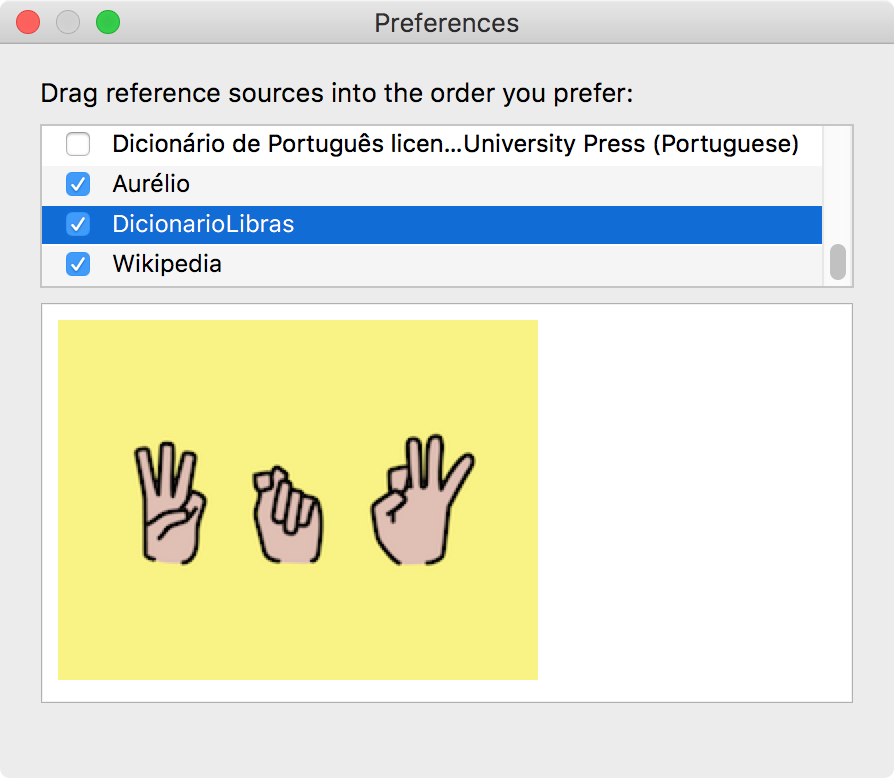 Preferences
Drag reference sources into the order you prefer:
Dicionário de Português licen...University Press (Portuguese)
Aurélio
DicionarioLibras
Wikipedia